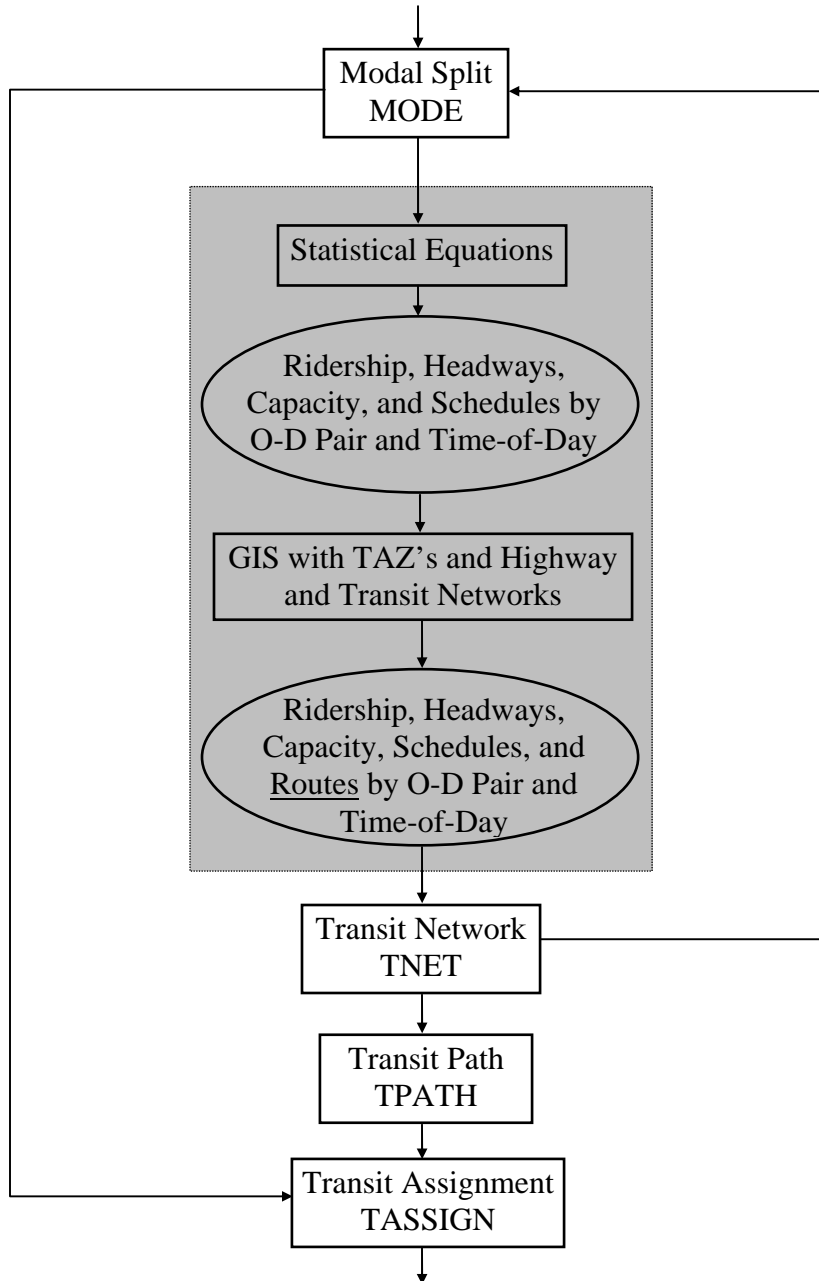 Modal Split
MODE
Statistical Equations
Ridership, Headways,
Capacity, and Schedules by
O-D Pair and Time-of-Day
GIS with TAZ’s and Highway
and Transit Networks
Ridership, Headways,
Capacity, Schedules, and
Routes by O-D Pair and
Time-of-Day
Transit Network
TNET
Transit Path
TPATH
Transit Assignment
TASSIGN